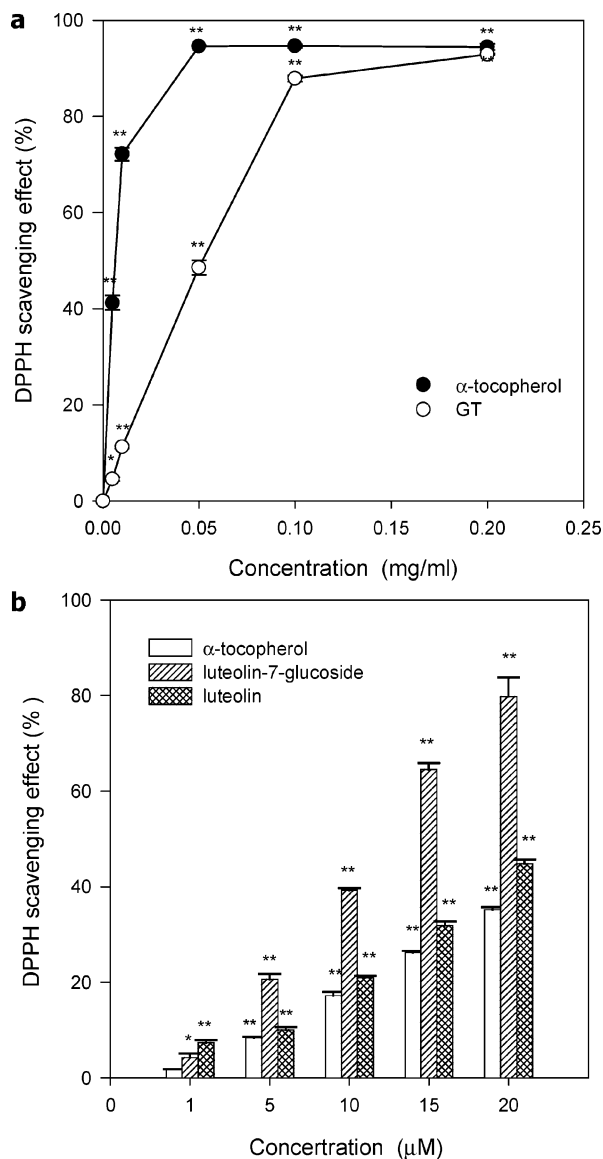 a
100
80
60
40
20
0
DPPH scavenging effect (%)
**
**
**
**
**
**
**
**
**
*
α-tocopherol
GT
0.00 0.05 0.10 0.15 0.20 0.25
Concentration (mg/ml)
b
100
80
60
40
20
0
DPPH scavenging effect (% )
α-tocopherol
luteolin-7-glucoside
luteolin
* **
** ** **
** ** **
** ** **
** ** **
0 1 5 10 15 20
Concertration (μM)